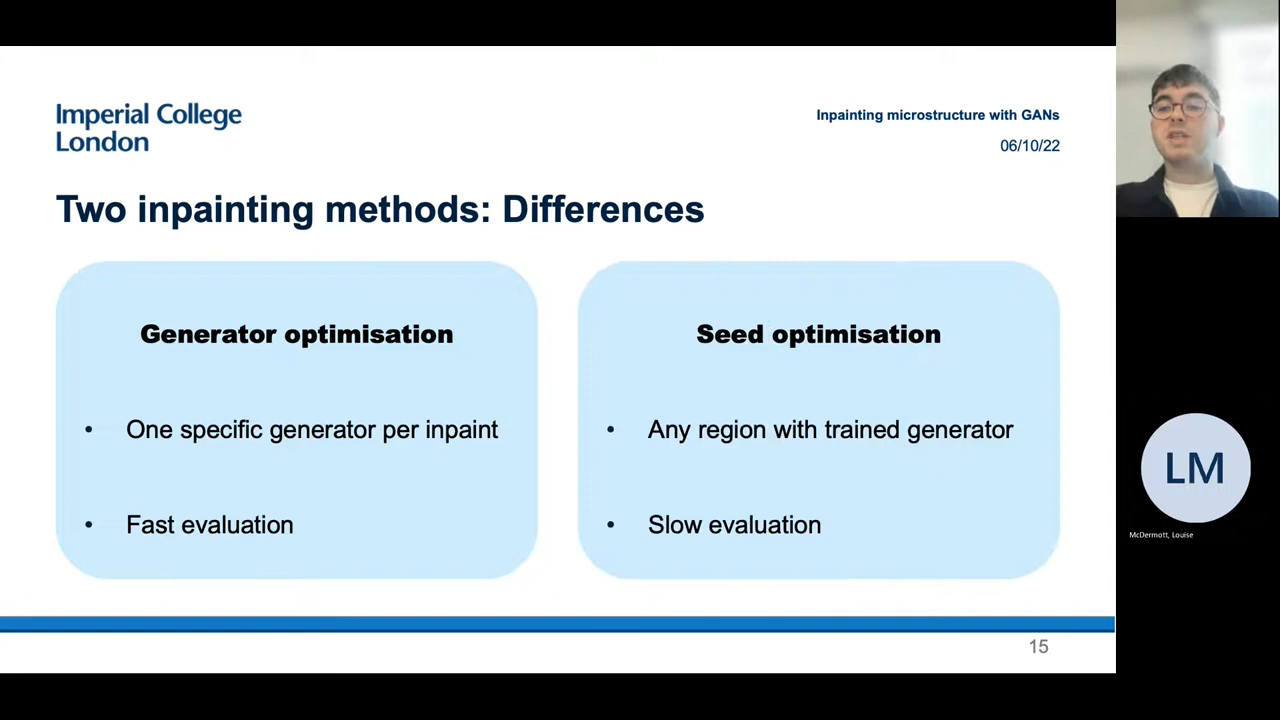 Imperial College
London
Inpainting microstructure with GANs
06/10/22
Two inpainting methods: Differences
Generator optimisation
• One specific generator per inpaint
• Fast evaluation
Seed optimisation
• Any region with trained generator
• Slow evaluation
15
LM
McDermott, Louise